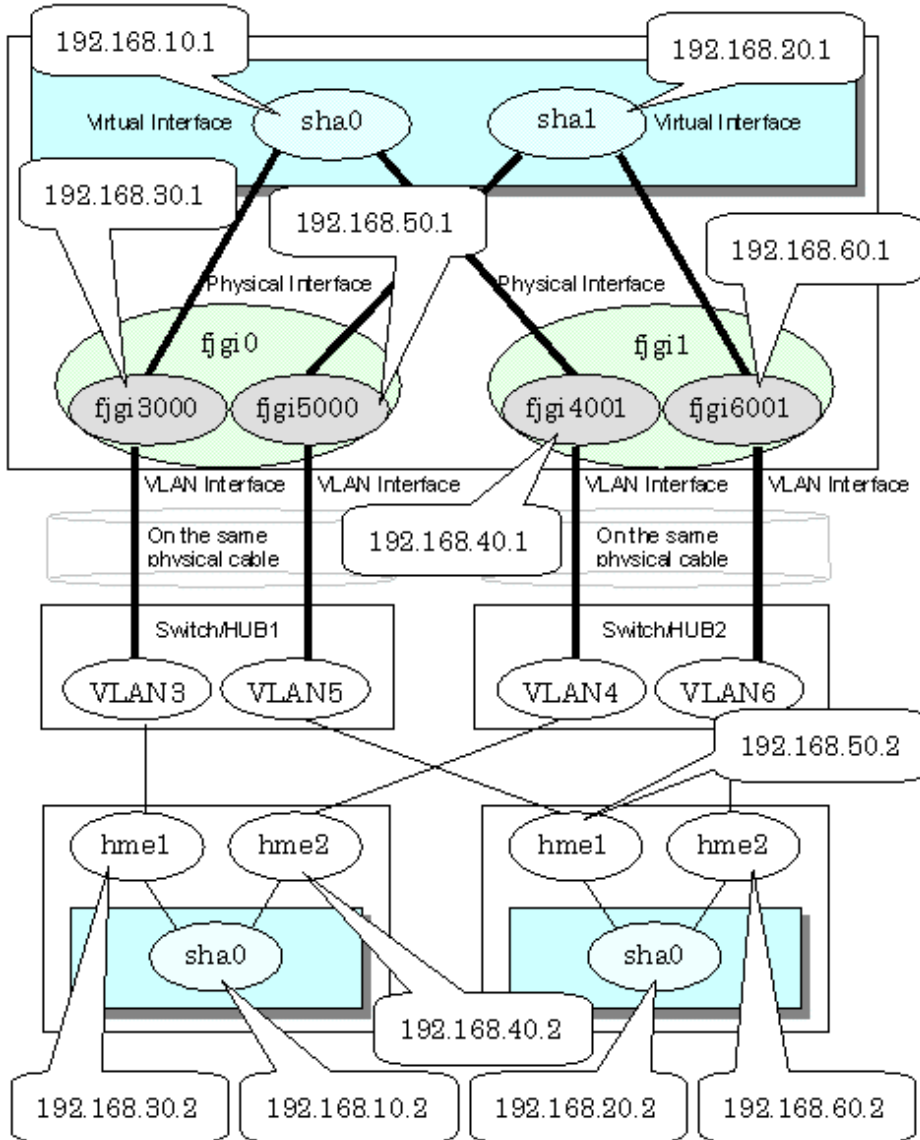 192.168.10.1
192.168.20.1
Virtual Interface
sha0
sha1
Virtual Interface
192.168.30.1
192.168.50.1
192.168.60.1
Physical Interface
Physical Interface
fjgi0
fjgi1
fjgi3000
fjgi5000
fjgi4001
fjgi6001
VLAN Interface
VLAN Interface
VLAN Interface
VLAN Interface
On the same
physical cable
192.168.40.1
On the same
physical cable
Switch/HUB1
Switch/HUB2
VLAN3
VLAN5
VLAN4
VLAN6
192.168.50.2
hme1
hme2
hme1
hme2
sha0
sha0
192.168.40.2
192.168.30.2
192.168.10.2
192.168.20.2
192.168.60.2